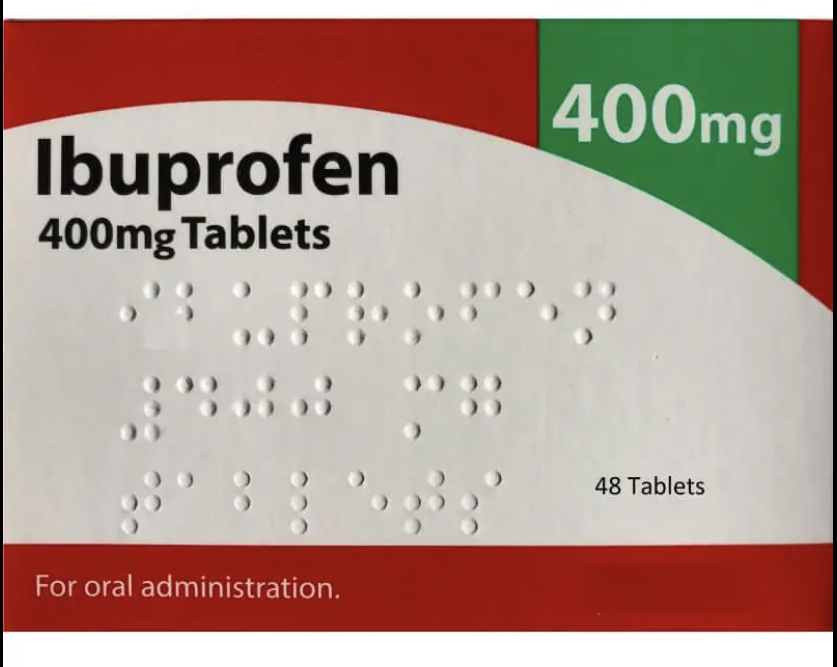 400mg
Ibuprofen
400mg Tablets
⠊⠃⠥⠏⠗⠕⠋⠑⠝
⠼⠙⠚⠚ ⠍⠛
⠞⠁⠃⠇⠑⠞⠎
48 Tablets
For oral administration.